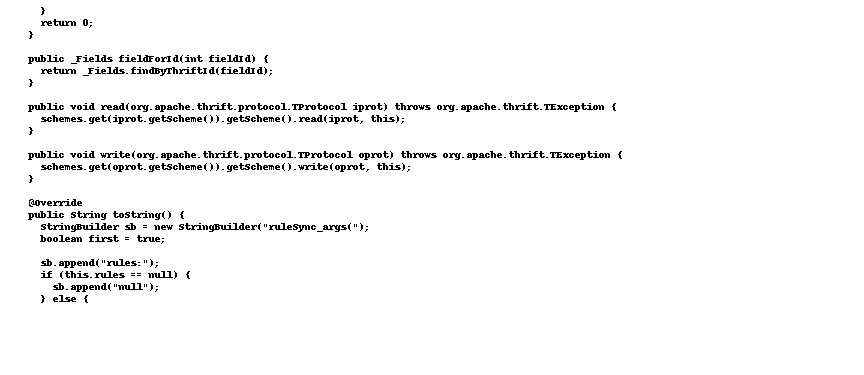 }
return 0;
}
public _Fields fieldForId(int fieldId) {
return _Fields.findByThriftId(fieldId);
}
public void read(org.apache.thrift.protocol.TProtocol iprot) throws org.apache.thrift.TException {
schemes.get(iprot.getScheme()).getScheme().read(iprot, this);
}
public void write(org.apache.thrift.protocol.TProtocol oprot) throws org.apache.thrift.TException {
schemes.get(oprot.getScheme()).getScheme().write(oprot, this);
}
@Override
public String toString() {
StringBuilder sb = new StringBuilder("ruleSync_args(");
boolean first = true;
sb.append("rules:");
if (this.rules == null) {
sb.append("null");
} else {